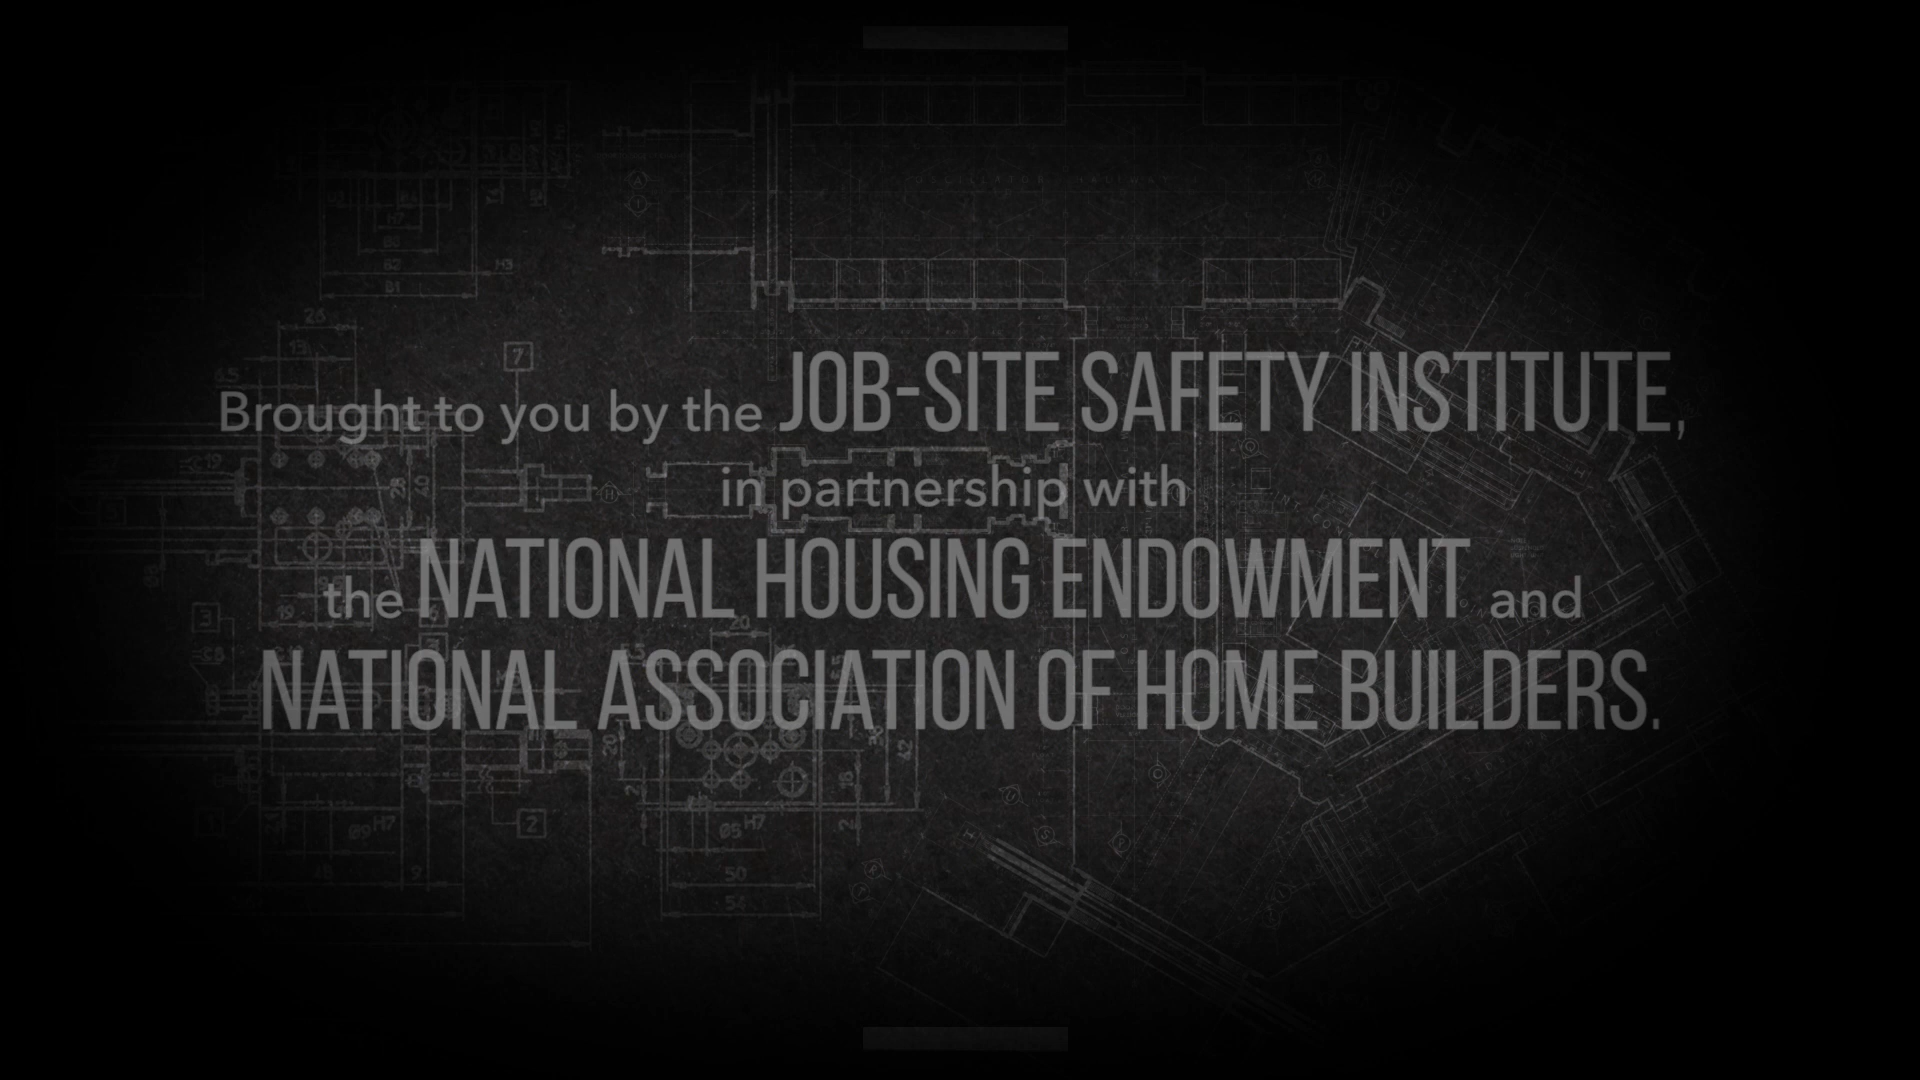 Brought to you by the JOB-SITE SAFETY INSTITUTE,
in partnership with
the NATIONAL HOUSING ENDOWMENT and
NATIONAL ASSOCIATION OF HOME BUILDERS.